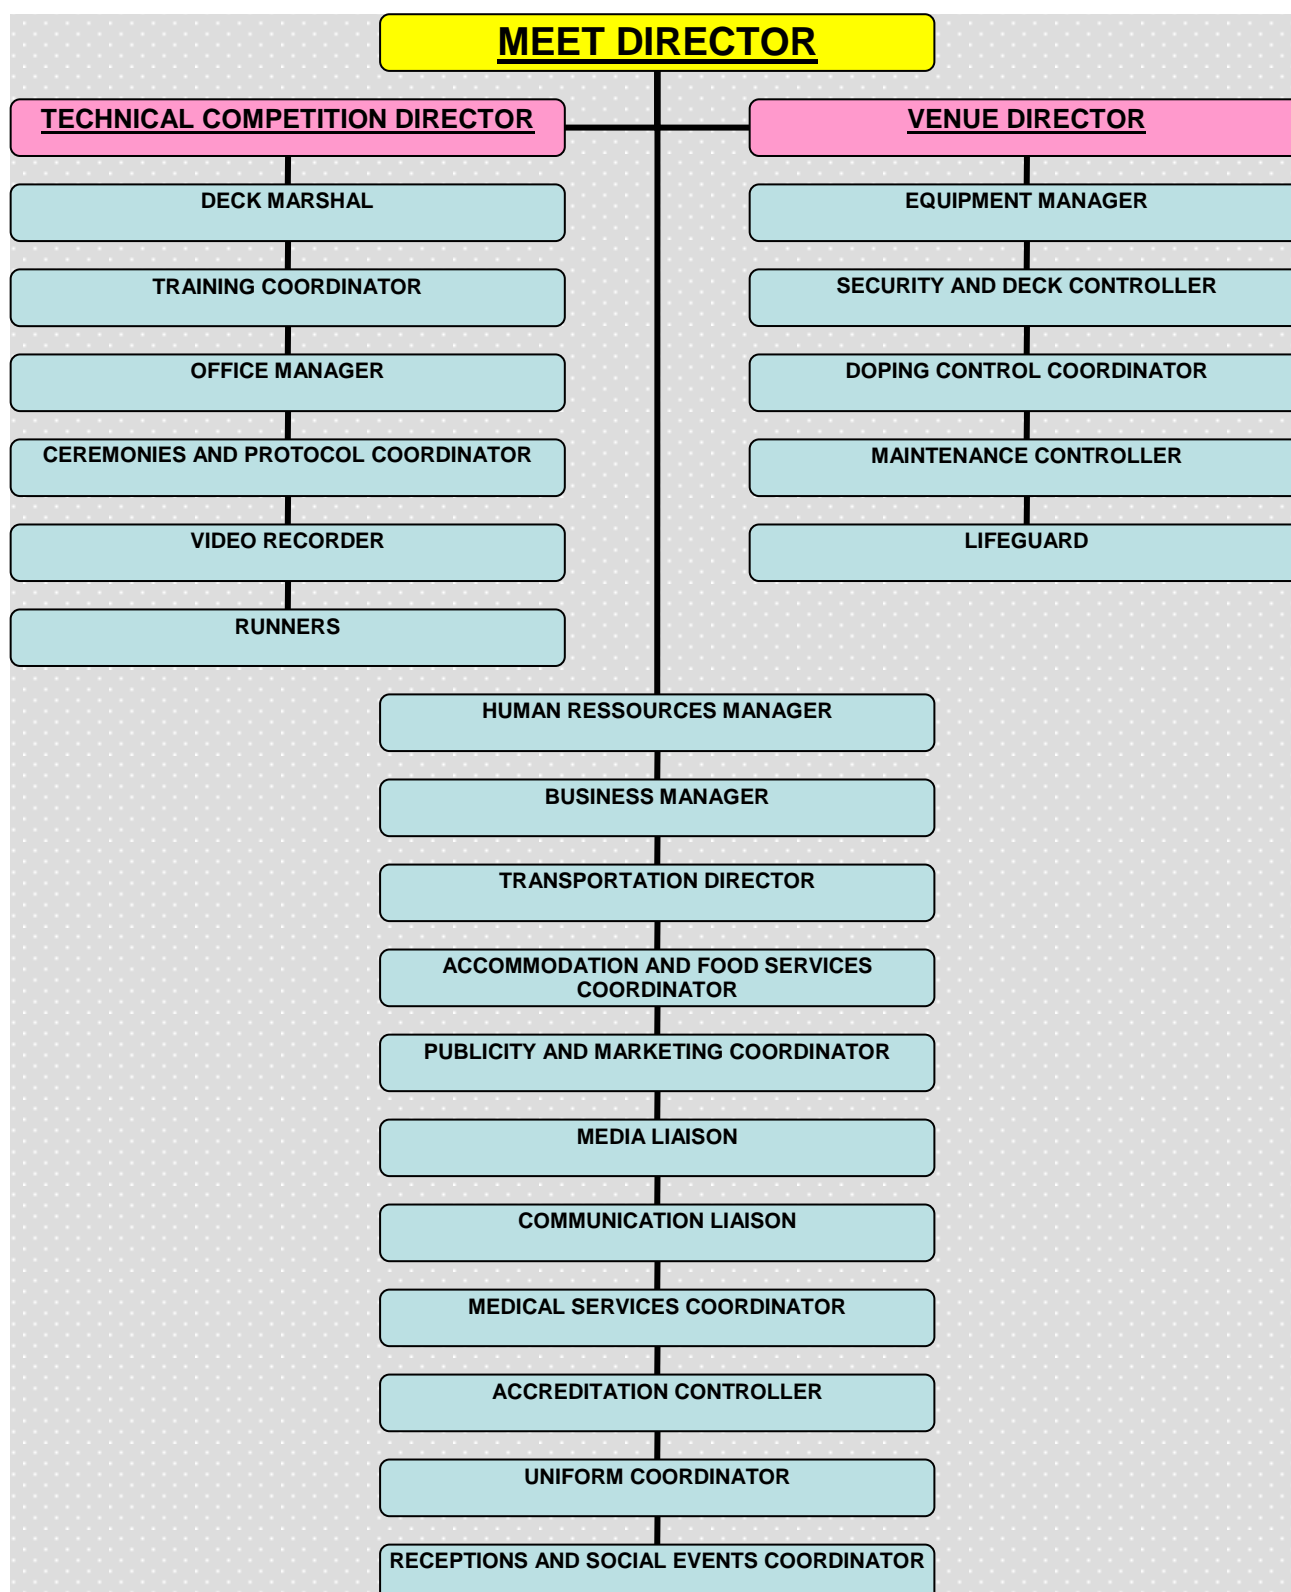 MEET DIRECTOR
TECHNICAL COMPETITION DIRECTOR
VENUE DIRECTOR
DECK MARSHAL
EQUIPMENT MANAGER
TRAINING COORDINATOR
SECURITY AND DECK CONTROLLER
OFFICE MANAGER
DOPING CONTROL COORDINATOR
CEREMONIES AND PROTOCOL COORDINATOR
MAINTENANCE CONTROLLER
VIDEO RECORDER
LIFEGUARD
RUNNERS
HUMAN RESSOURCES MANAGER
BUSINESS MANAGER
TRANSPORTATION DIRECTOR
ACCOMMODATION AND FOOD SERVICES
COORDINATOR
PUBLICITY AND MARKETING COORDINATOR
MEDIA LIAISON
COMMUNICATION LIAISON
MEDICAL SERVICES COORDINATOR
ACCREDITATION CONTROLLER
UNIFORM COORDINATOR
RECEPTIONS AND SOCIAL EVENTS COORDINATOR